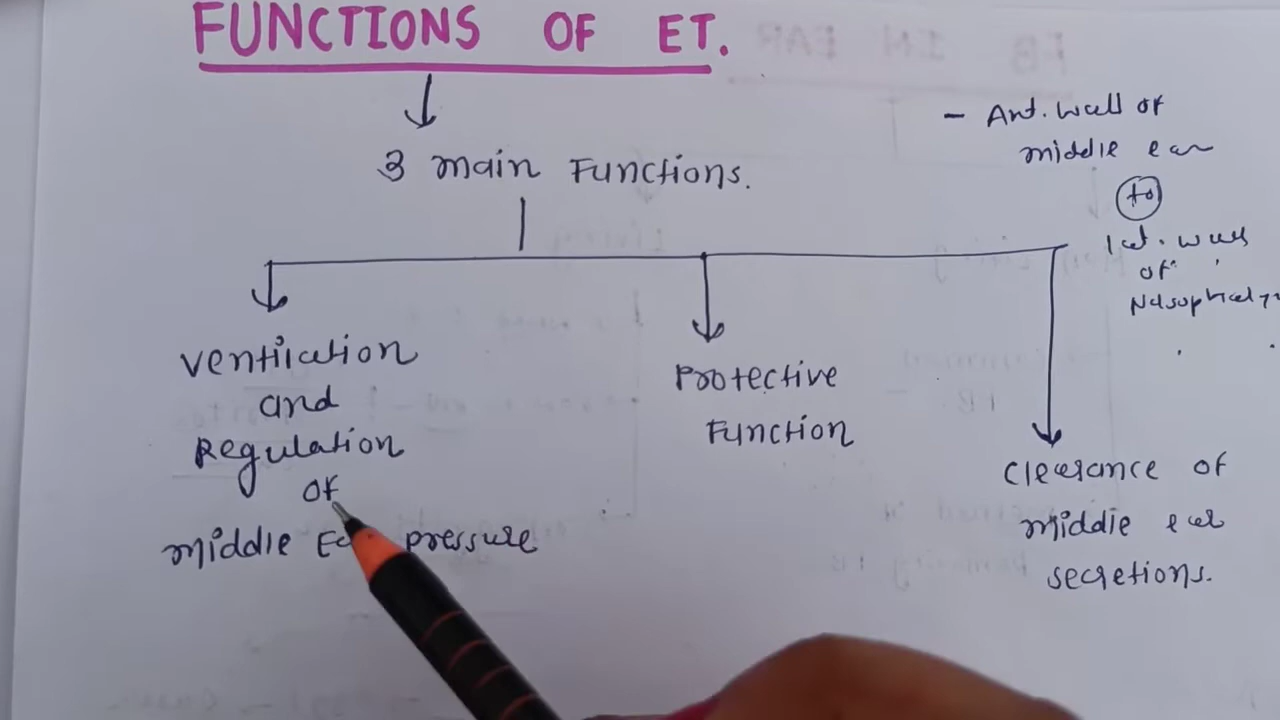 FUNCTIONS OF ET.
3 main Functions.
- Ant. wall of
middle ear
to
lat. wall
of
Ventilation
and
Regulation
of
middle Ear pressure
Protective
Function
Clearance of
middle ear
secretions.